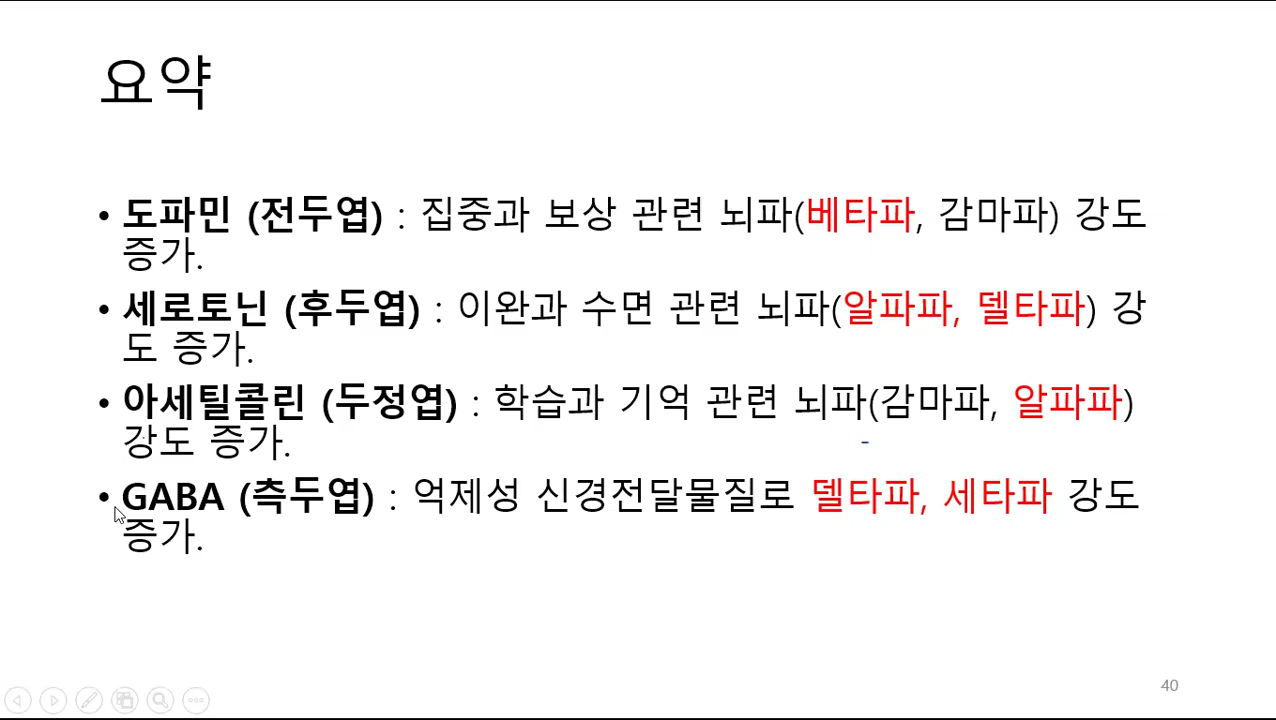 요약
• 도파민 (전두엽) : 집중과 보상 관련 뇌파(베타파, 감마파) 강도
증가.
• 세로토닌 (후두엽) : 이완과 수면 관련 뇌파(알파파, 델타파) 강
도 증가.
• 아세틸콜린 (두정엽) : 학습과 기억 관련 뇌파(감마파, 알파파)
강도 증가.
• GABA (측두엽) : 억제성 신경전달물질로 델타파, 세타파 강도
증가.
40